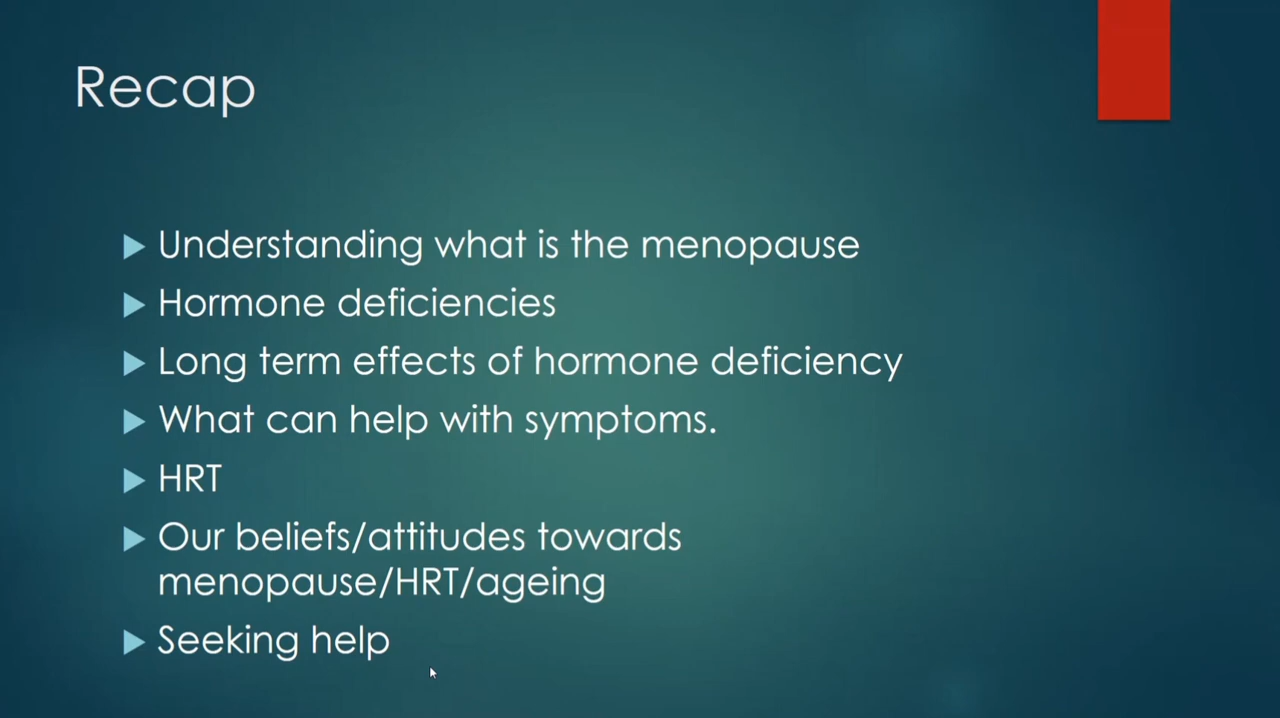 Recap
Understanding what is the menopause
Hormone deficiencies
Long term effects of hormone deficiency
What can help with symptoms.
HRT
Our beliefs/attitudes towards
menopause/HRT/ageing
Seeking help